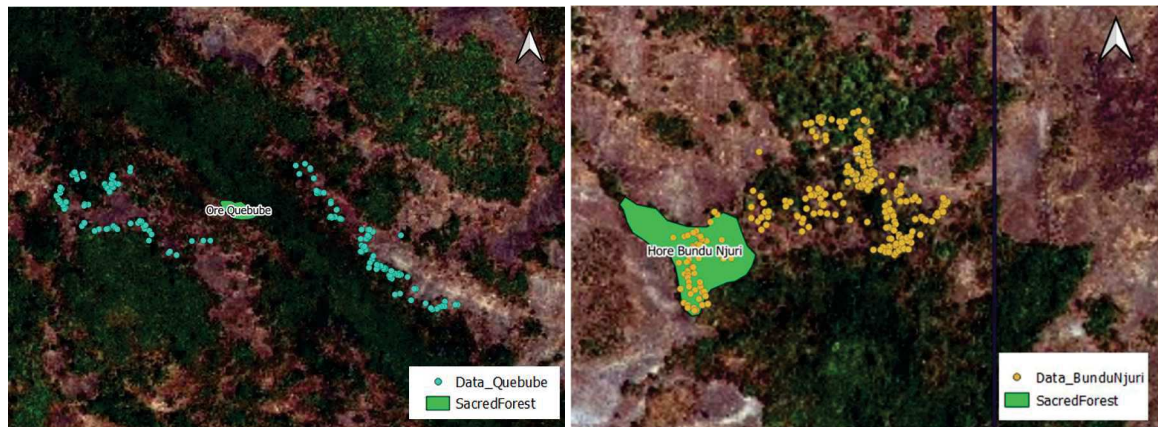 Ore Quebube
Data_Quebube
SacredForest
Hore Bundu Njuri
Data_BunduNjuri
SacredForest